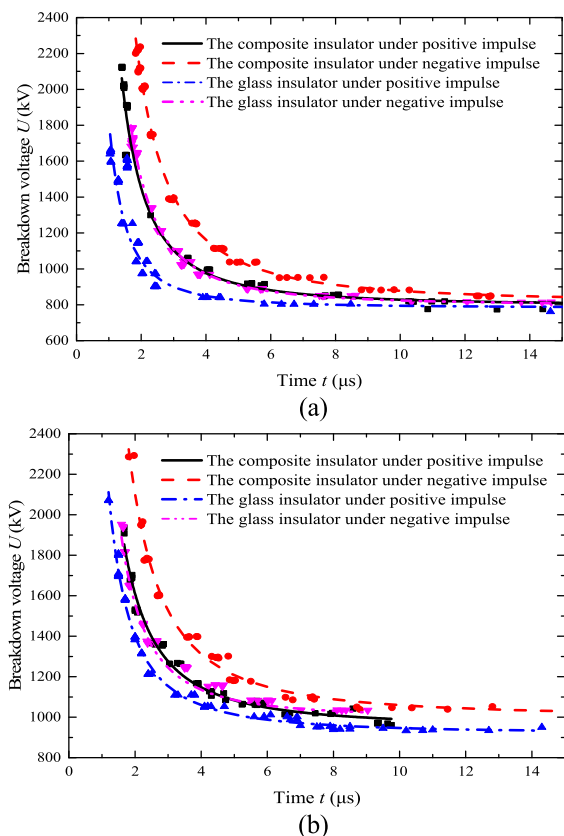 2400
2200
2000
1800
1600
1400
1200
1000
800
600
Breakdown voltage U (kV)
The composite insulator under positive impulse
The composite insulator under negative impulse
The glass insulator under positive impulse
The glass insulator under negative impulse
0 2 4 6 8 10 12 14
Time t (μs)
(a)
2400
2200
2000
1800
1600
1400
1200
1000
800
Breakdown voltage U (kV)
The composite insulator under positive impulse
The composite insulator under negative impulse
The glass insulator under positive impulse
The glass insulator under negative impulse
0 2 4 6 8 10 12 14
Time t (μs)
(b)